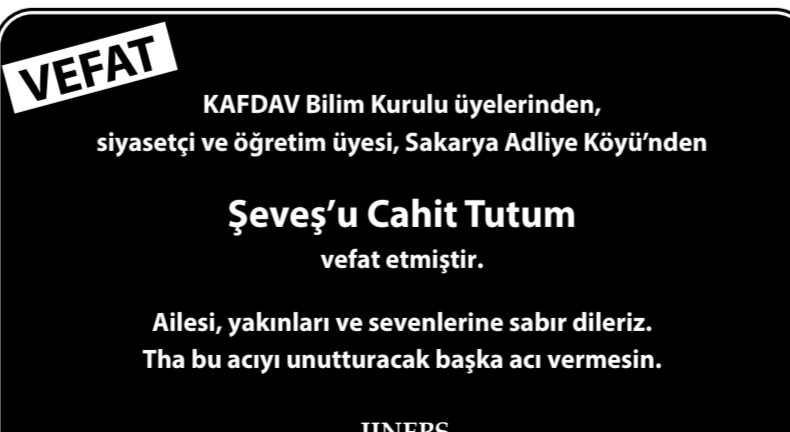 VEFAT
KAFDAV Bilim Kurulu üyelerinden,
siyasetçi ve öğretim üyesi, Sakarya Adliye Köyü’nden
Şeveş’u Cahit Tutum
vefat etmiştir.
Ailesi, yakınları ve sevenlerine sabır dileriz.
Tha bu acıyı unutturacak başka acı vermesin.
JINEPS